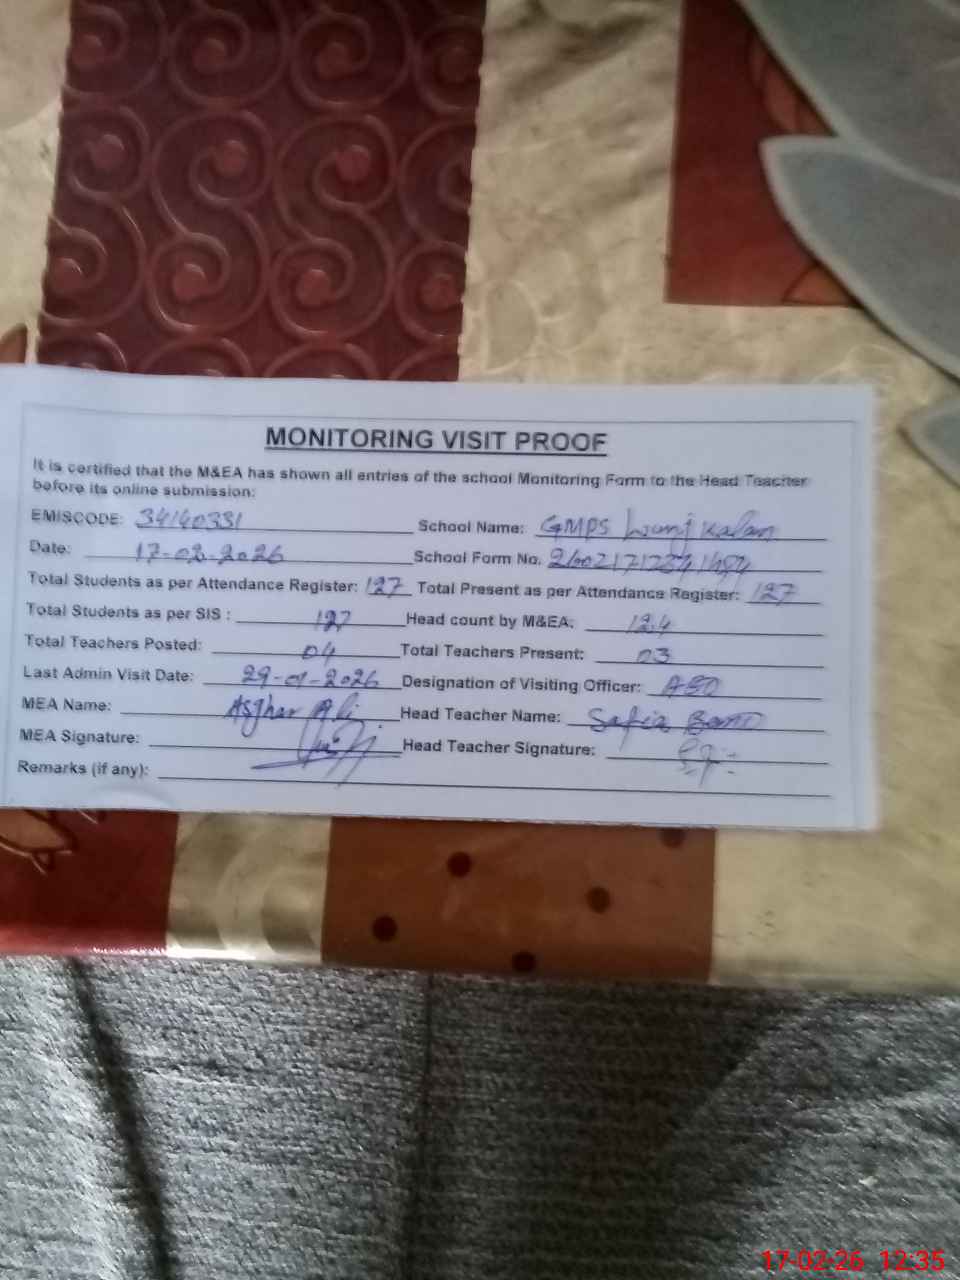 MONITORING VISIT PROOF
It is certified that the M&EA has shown all entries of the school Monitoring Form to the Head Teacher
before its online submission:
EMISCODE: 34140331 School Name: GMPS Kalan
Date: 17-02-2026 School Form No.
Total Students as per Attendance Register: 127 Total Present as per Attendance Register: 127
Total Students as per SIS : 127 Head count by M&EA: 124
Total Teachers Posted: 04 Total Teachers Present: 03
Last Admin Visit Date: 29-01-2026 Designation of Visiting Officer: AEO
MEA Name: Asghar Ali Head Teacher Name: Safia Bano
MEA Signature: Head Teacher Signature:
Remarks (if any):
17-02-26 12:35